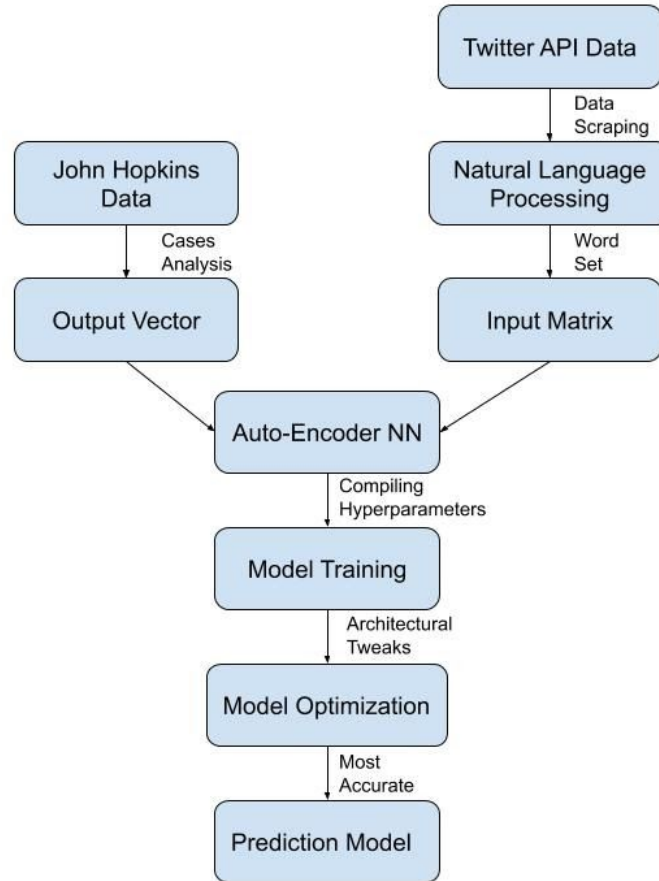 Twitter API Data
Data
Scraping
John Hopkins
Data
Natural Language
Processing
Cases
Analysis
Word
Set
Output Vector
Input Matrix
Auto-Encoder NN
Compiling
Hyperparameters
Model Training
Architectural
Tweaks
Model Optimization
Most
Accurate
Prediction Model